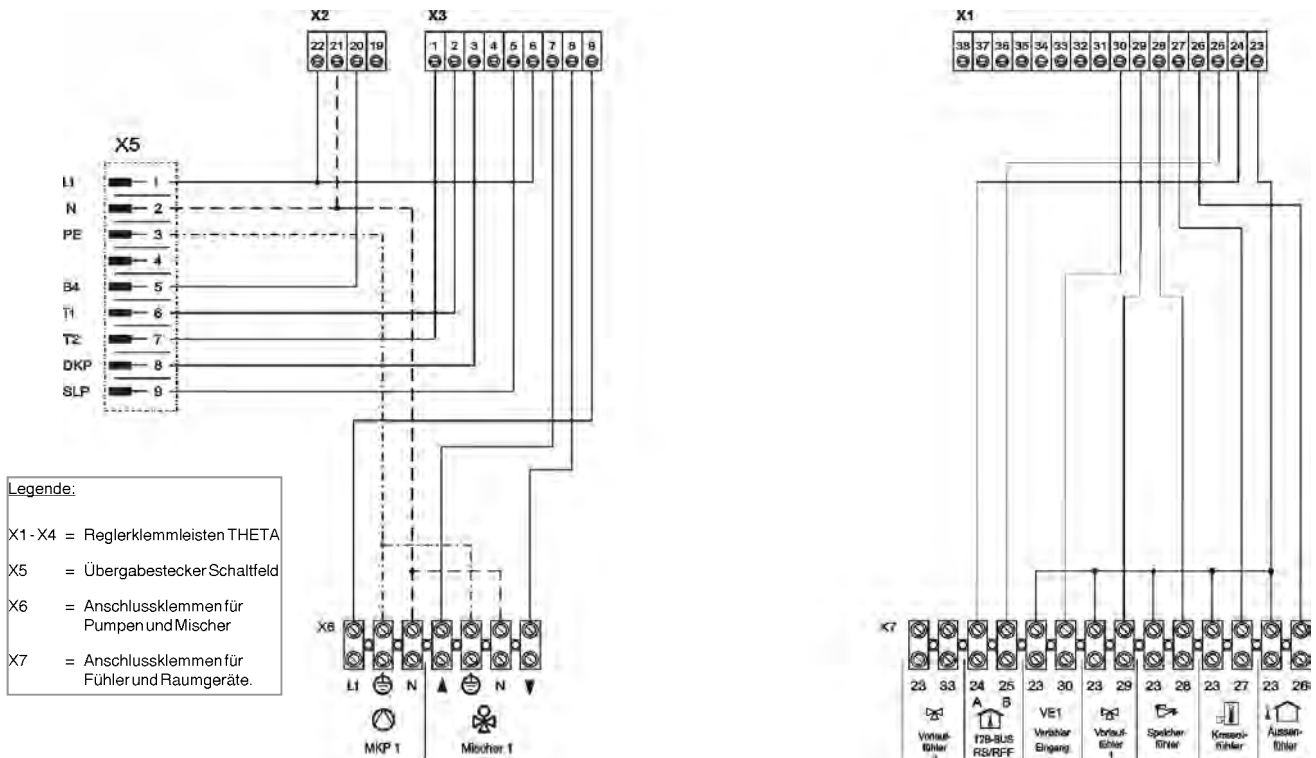 X2
X3
X1
22 21 20 19
1 2 3 4 5 6 7 8 9
38 37 36 35 34 33 32 31 30 29 28 27 26 25 24 23
X5
L1 1
N 2
PE 3
4
B4 5
T1 6
T2 7
DKP 8
SLP 9
Legende:
X1-X4 = Reglerklemmleisten THETA
X5 = Übergabestecker Schaltfeld
X6 = Anschlussklemmen für
Pumpen und Mischer
X7 = Anschlussklemmen für
Fühler und Raumgeräte.
X6
L1 N N
MKP 1
Mischer 1
X7
23 33 24 25 23 30 23 29 23 28 23 27 23 26
A B
VE1
Vorlauf-
fühler
T2B-BUS
RS/RFF
Variabler
Eingang
Vorlauf-
fühler
1
Speicher
fühler
Kessel-
fühler
Aussen-
fühler